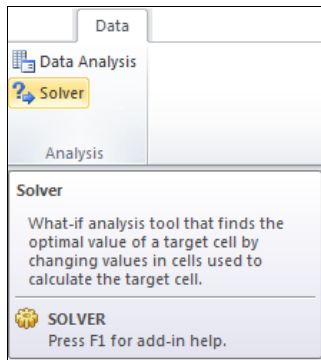 Data
Data Analysis
Solver
Analysis
Solver
What-if analysis tool that finds the
optimal value of a target cell by
changing values in cells used to
calculate the target cell.
SOLVER
Press F1 for add-in help.